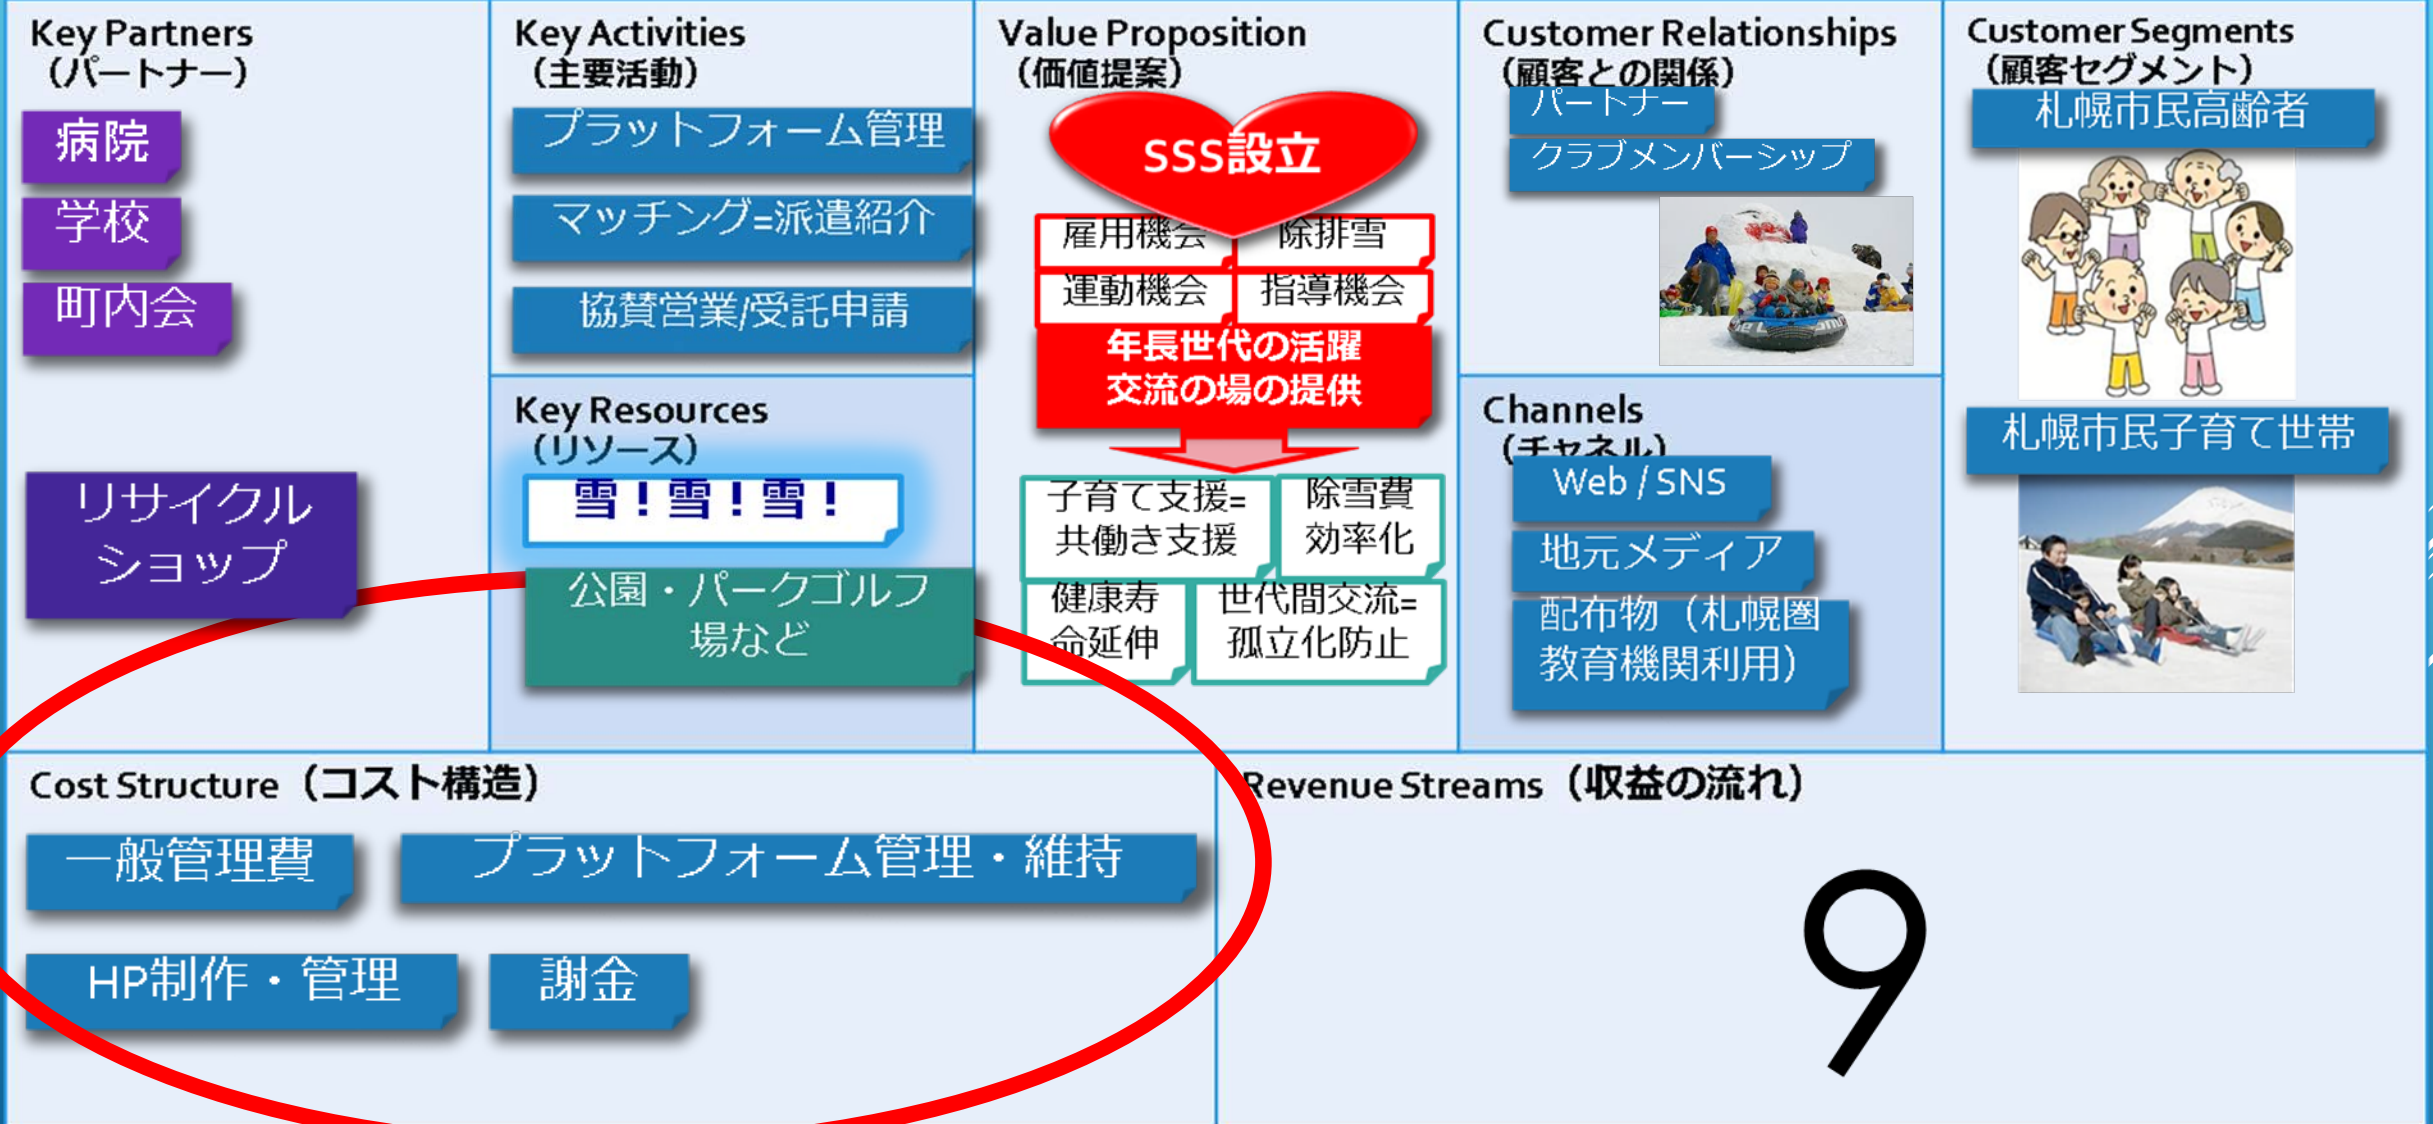 Key Partners
（パートナー）
病院
学校
町内会
リサイクル
ショップ
Key Activities
（主要活動）
プラットフォーム管理
マッチング=派遣紹介
協賛営業/受託申請
Key Resources
（リソース）
雪！雪！雪！
公園・パークゴルフ
場など
Value Proposition
（価値提案）
SSS設立
雇用機会
除排雪
運動機会
指導機会
年長世代の活躍
交流の場の提供
子育て支援=
共働き支援
除雪費
効率化
健康寿
命延伸
世代間交流=
孤立化防止
Customer Relationships
（顧客との関係）
パートナー
クラブメンバーシップ
Channels
（チャネル）
Web / SNS
地元メディア
配布物（札幌圏
教育機関利用）
Customer Segments
（顧客セグメント）
札幌市民高齢者
札幌市民子育て世帯
Cost Structure（コスト構造）
一般管理費
プラットフォーム管理・維持
HP制作・管理
謝金
Revenue Streams（収益の流れ）
9